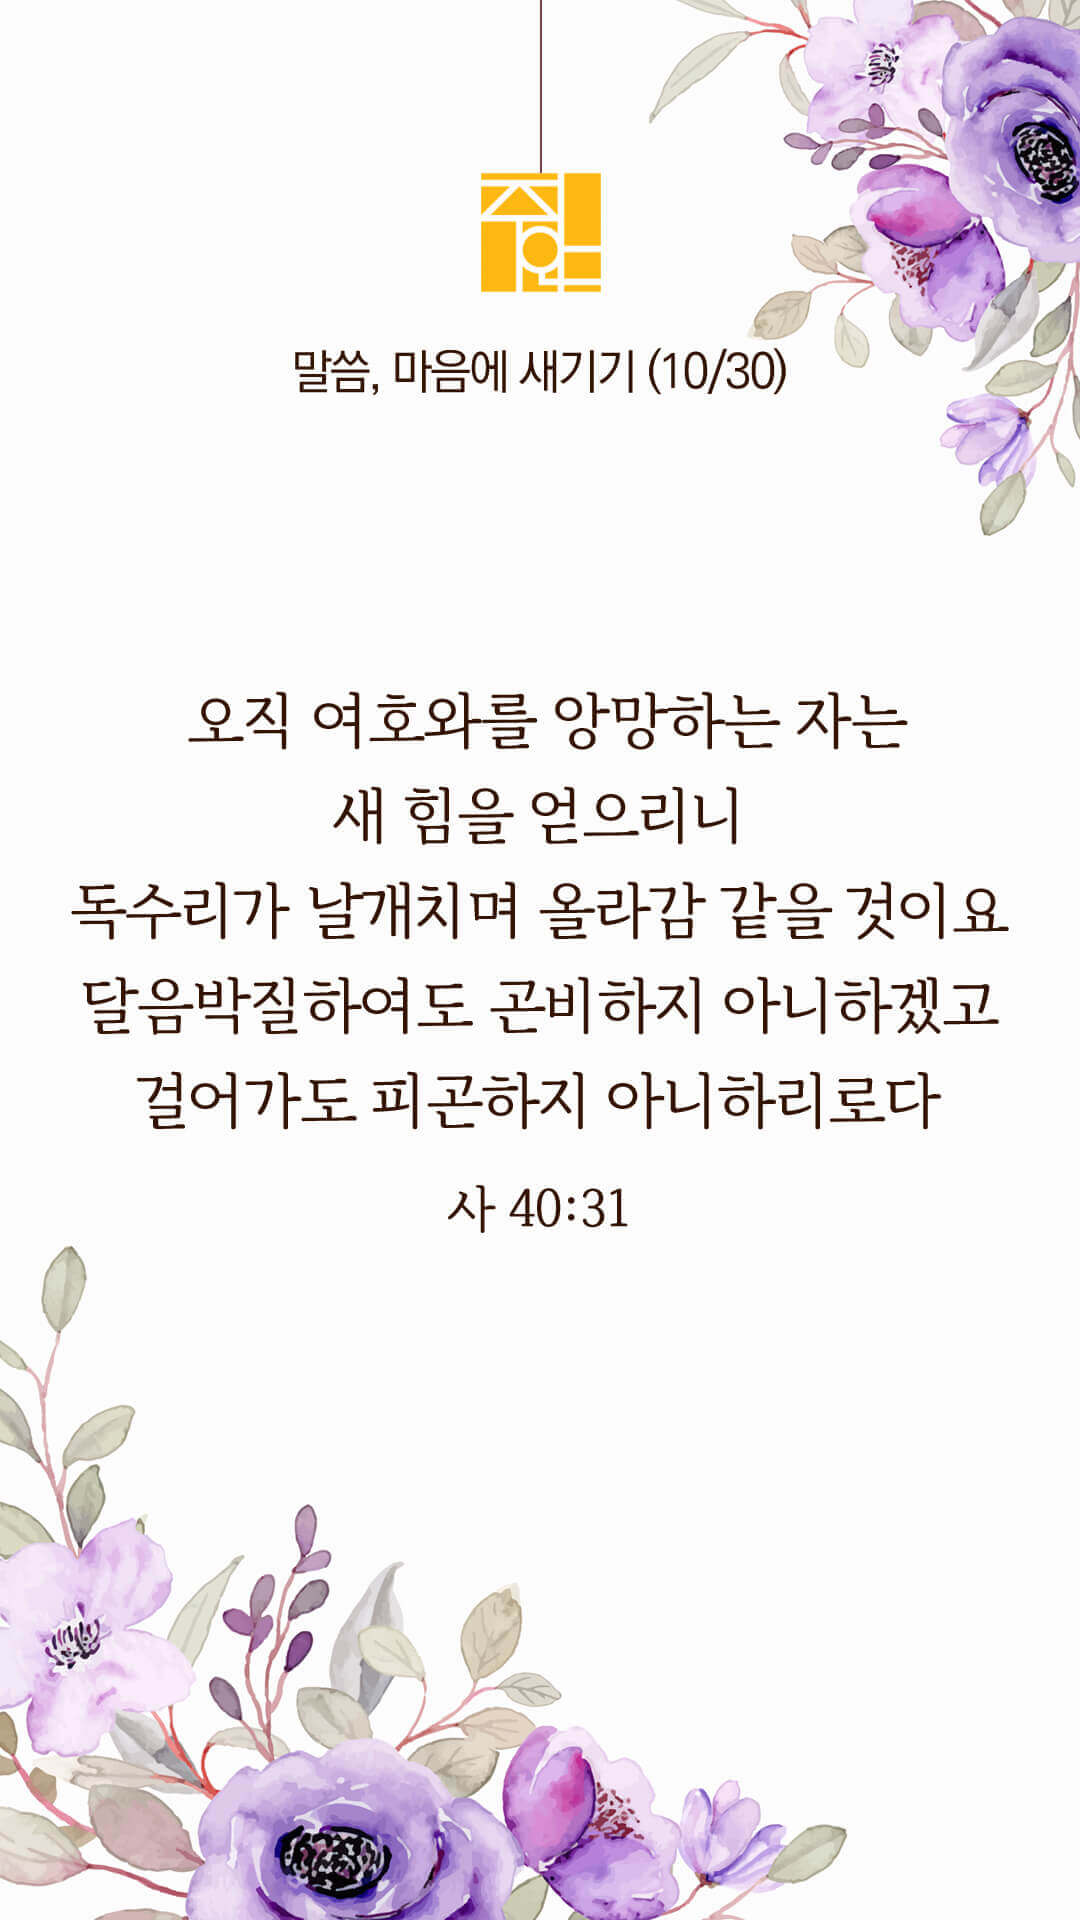 말씀, 마음에 새기기 (10/30)
오직 여호와를 앙망하는 자는
새 힘을 얻으리니
독수리가 날개치며 올라감 같을 것이요
달음박질하여도 곤비하지 아니하겠고
걸어가도 피곤하지 아니하리로다
사 40:31